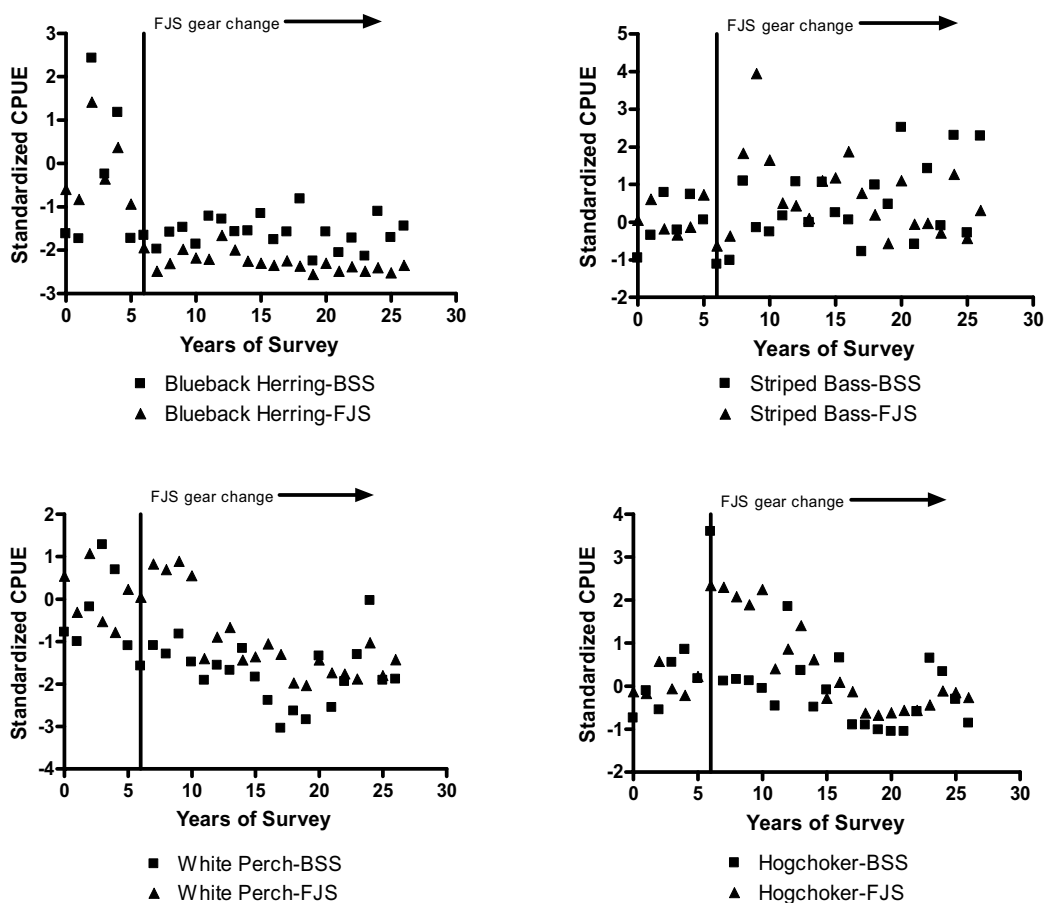 FJS gear change
3
2
1
0
-1
-2
-3
Standardized CPUE
0 5 10 15 20 25 30
Years of Survey
Blueback Herring-BSS
Blueback Herring-FJS
FJS gear change
5
4
3
2
1
0
-1
-2
Standardized CPUE
0 5 10 15 20 25 30
Years of Survey
Striped Bass-BSS
Striped Bass-FJS
FJS gear change
2
1
0
-1
-2
-3
-4
Standardized CPUE
0 5 10 15 20 25 30
Years of Survey
White Perch-BSS
White Perch-FJS
FJS gear change
4
3
2
1
0
-1
-2
Standardized CPUE
0 5 10 15 20 25 30
Years of Survey
Hogchoker-BSS
Hogchoker-FJS